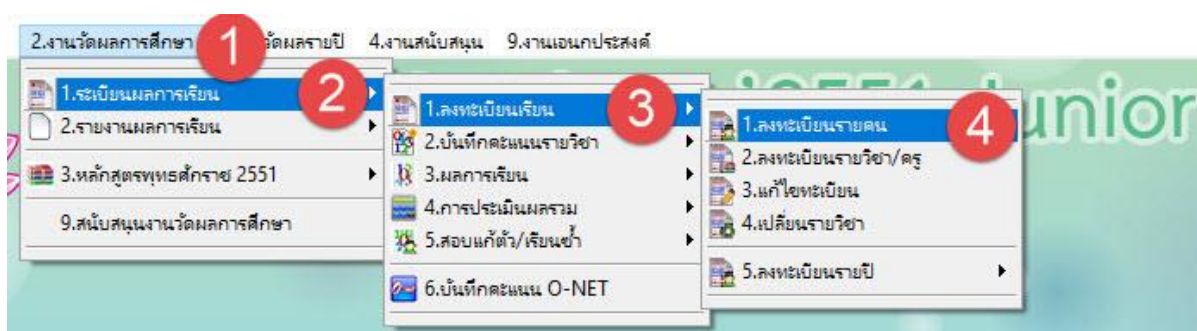 2.งานวัดผลการศึกษา 1 วัดผลรายปี 4.งานสนับสนุน 9.งานเอนกประสงค์
1.ระเบียนผลการเรียน 2
2.รายงานผลการเรียน
3.หลักสูตรพุทธศักราช 2551
9.สนับสนุนงานวัดผลการศึกษา
1.ลงทะเบียนเรียน 3
2.บันทึกคะแนนรายวิชา
3.ผลการเรียน
4.การประเมินผลรวม
5.สอบแก้ตัว/เรียนซ้ำ
6.บันทึกคะแนน O-NET
1.ลงทะเบียนรายคน 4
2.ลงทะเบียนรายวิชา/ครู
3.แก้ไขทะเบียน
4.เปลี่ยนรายวิชา
5.ลงทะเบียนรายปี
unior